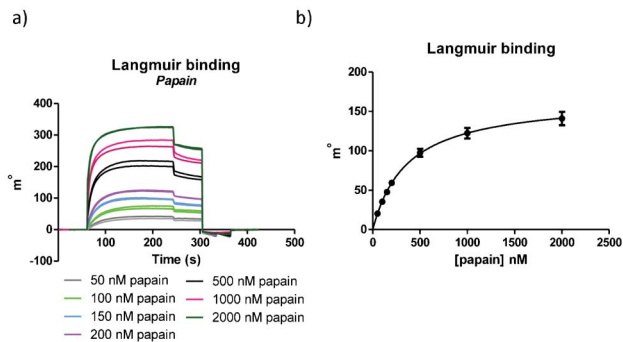 a)
Langmuir binding
Papain
m°
400
300
200
100
0
-100
100 200 300 400 500
Time (s)
50 nM papain
100 nM papain
150 nM papain
200 nM papain
500 nM papain
1000 nM papain
2000 nM papain
b)
Langmuir binding
m°
200
150
100
50
0
0 500 1000 1500 2000 2500
[papain] nM